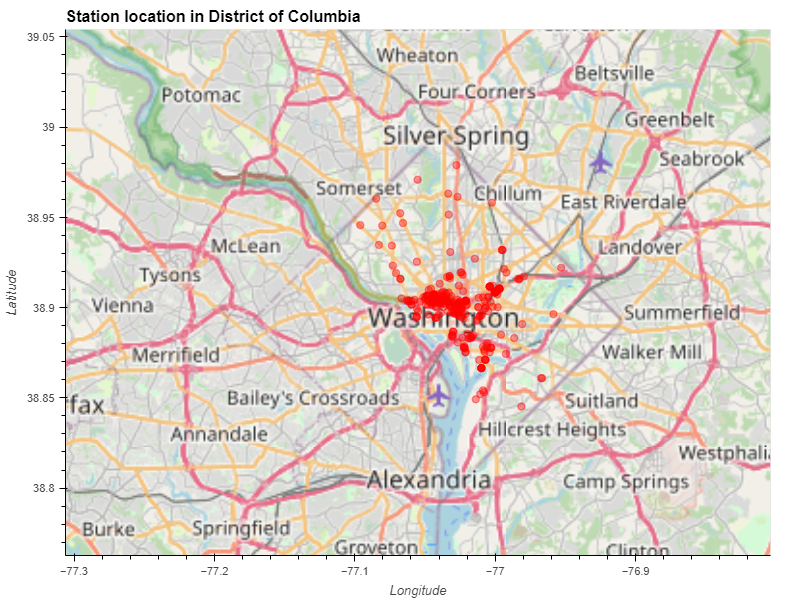 Station location in District of Columbia
39.05
Wheaton
Beltsville
Potomac
Four Corners
39
Greenbelt
Silver Spring
Seabrook
Somerset
Chillum
East Riverdale
38.95
McLean
Landover
Tysons
Latitude
Vienna
38.9
Washington
Summerfield
Merrifield
Walker Mill
38.85
fax
Bailey's Crossroads
Suitland
Annandale
Hillcrest Heights
Westphalia
Alexandria
Camp Springs
38.8
Burke
Springfield
Groveton
Clinton
−77.3
−77.2
−77.1
−77
−76.9
Longitude